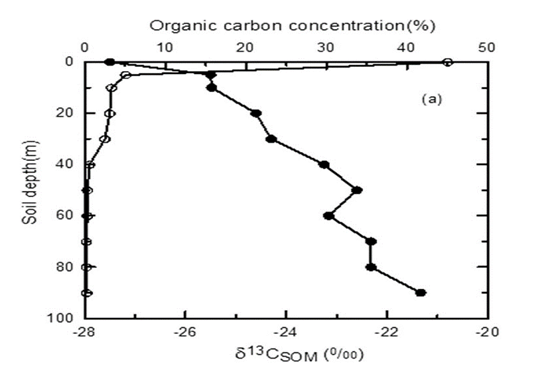 Organic carbon concentration(%)
0 10 20 30 40 50
(a)
Soil depth(m)
0
20
40
60
80
100
-28 -26 -24 -22 -20
δ13CSOM (0/00)